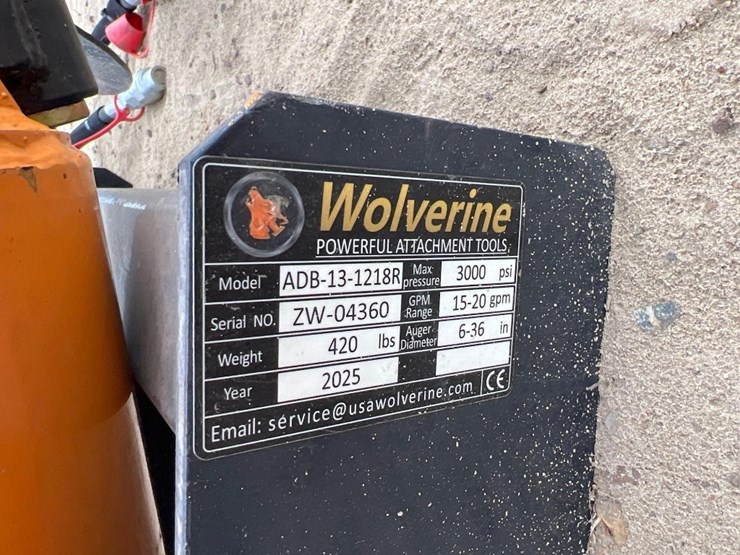 Wolverine
POWERFUL ATTACHMENT TOOLS
Model ADB-13-1218R Max pressure 3000 psi
Serial NO. ZW-04360 GPM Range 15-20 gpm
Weight 420 lbs Auger Diameter 6-36 in
Year 2025
Email: service@usawolverine.com CE